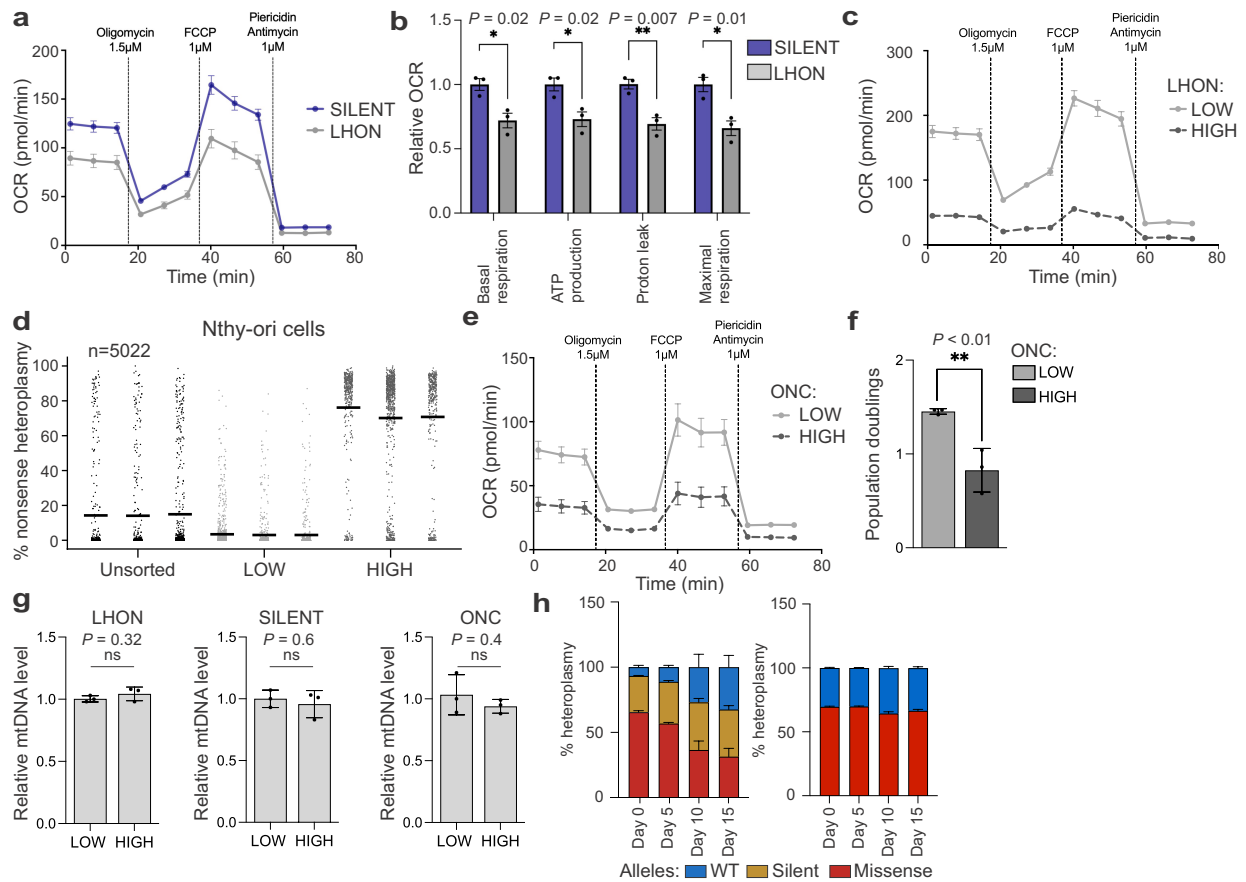 a
Oligomycin
1.5µM
FCCP
1µM
Piericidin
Antimycin
1µM
200
150
100
50
0
OCR (pmol/min)
0
20
40
60
80
Time (min)
SILENT
LHON
b
P = 0.02
P = 0.02
P = 0.007
P = 0.01
*
*
**
*
SILENT
LHON
1.5
1.0
0.5
0.0
Relative OCR
Basal
respiration
ATP
production
Proton leak
Maximal
respiration
c
Oligomycin
1.5µM
FCCP
1µM
Piericidin
Antimycin
1µM
300
200
100
0
OCR (pmol/min)
0
20
40
60
80
Time (min)
LHON:
LOW
HIGH
d
Nthy-ori cells
n=5022
100
80
60
40
20
0
% nonsense heteroplasmy
Unsorted
LOW
HIGH
e
Oligomycin
1.5µM
FCCP
1µM
Piericidin
Antimycin
1µM
150
100
50
0
OCR (pmol/min)
0
20
40
60
80
Time (min)
ONC:
LOW
HIGH
f
P < 0.01
**
ONC:
LOW
HIGH
2
1
0
Population doublings
g
LHON
P = 0.32
ns
1.5
1.0
0.5
0.0
Relative mtDNA level
LOW
HIGH
SILENT
P = 0.6
ns
1.5
1.0
0.5
0.0
Relative mtDNA level
LOW
HIGH
ONC
P = 0.4
ns
1.5
1.0
0.5
0.0
Relative mtDNA level
LOW
HIGH
h
150
100
50
0
% heteroplasmy
Day 0
Day 5
Day 10
Day 15
150
100
50
0
% heteroplasmy
Day 0
Day 5
Day 10
Day 15
Alleles: WT Silent Missense